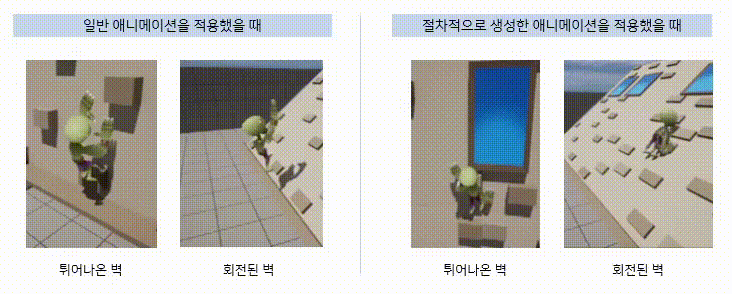 일반 애니메이션을 적용했을 때
절차적으로 생성한 애니메이션을 적용했을 때
튀어나온 벽
회전된 벽
튀어나온 벽
회전된 벽